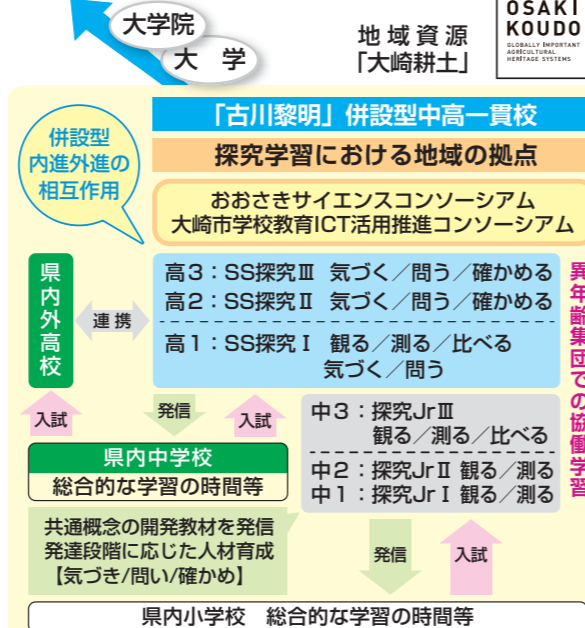 大学院
大 学
地域資源
「大崎耕土」
OSAKI
KOUDO
GLOBALLY IMPORTANT
AGRICULTURAL
HERITAGE SYSTEMS
「古川黎明」併設型中高一貫校
探究学習における地域の拠点
併設型
内進外進の
相互作用
おおさきサイエンスコンソーシアム
大崎市学校教育ICT活用推進コンソーシアム
県内外高校
連携
高3：SS探究Ⅲ 気づく／問う／確かめる
高2：SS探究Ⅱ 気づく／問う／確かめる
高1：SS探究Ⅰ 観る／測る／比べる
気づく／問う
異年齢集団での協働学習
入試
発信
入試
中3：探究JrⅢ
観る／測る／比べる
中2：探究JrⅡ 観る／測る
中1：探究JrⅠ 観る／測る
県内中学校
総合的な学習の時間等
共通概念の開発教材を発信
発達段階に応じた人材育成
【気づき/問い/確かめ】
発信
入試
県内小学校 総合的な学習の時間等